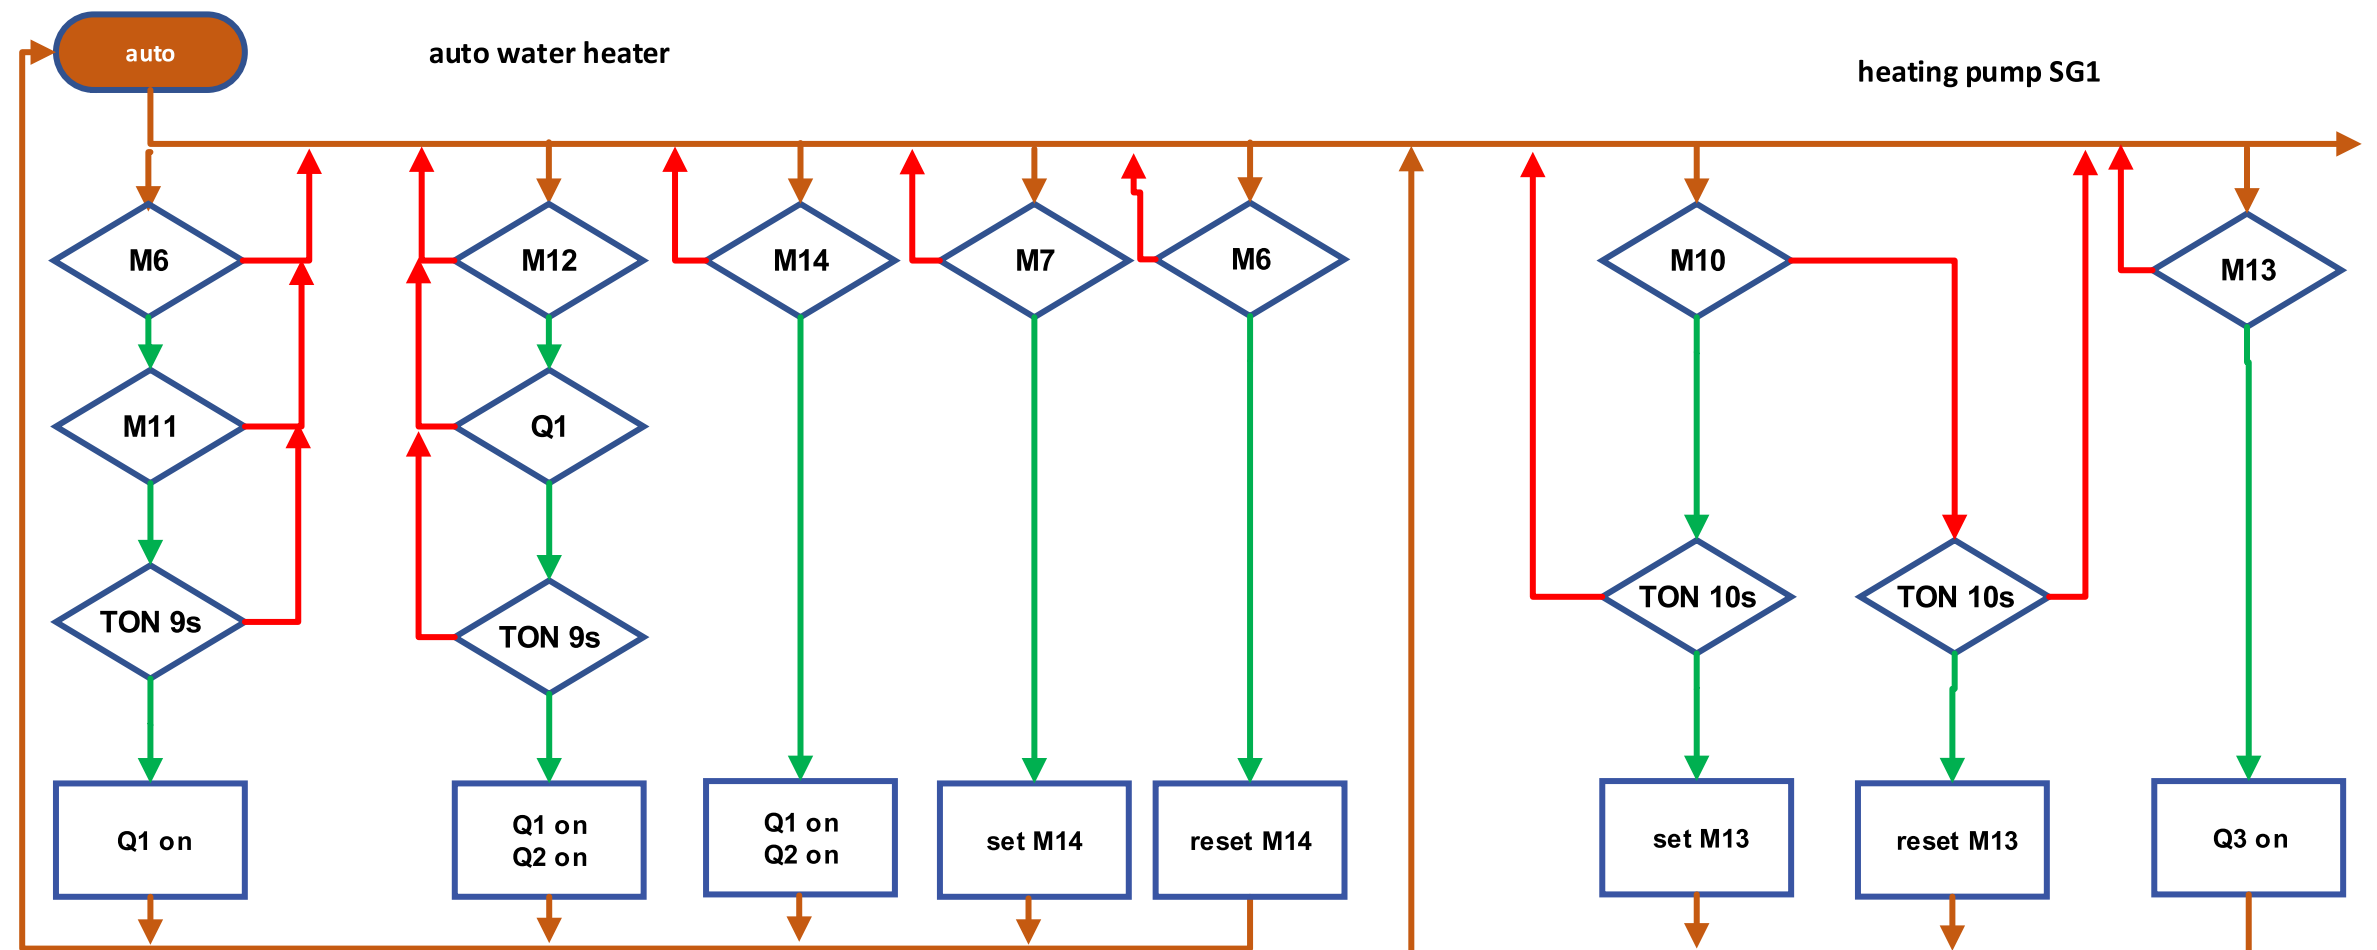 auto
auto water heater
heating pump SG1
M6
M12
M14
M7
M6
M10
M13
M11
Q1
TON 9s
TON 9s
TON 10s
TON 10s
Q1 on
Q1 on
Q2 on
Q1 on
Q2 on
set M14
reset M14
set M13
reset M13
Q3 on